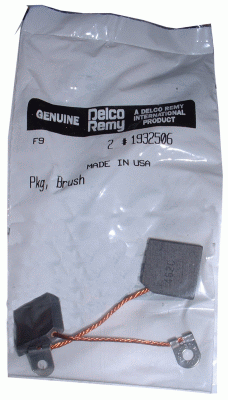 GENUINE Delco Remy A DELCO REMY INTERNATIONAL PRODUCT
F9 2 # 1932506
MADE IN USA
Pkg, Brush